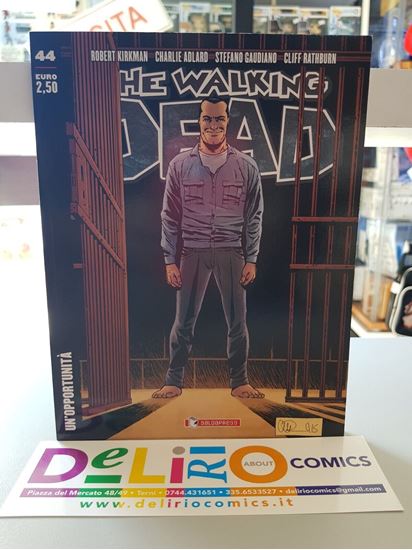 SITA
44
EURO
2,50
ROBERT KIRKMAN CHARLIE ADLARD STEFANO GAUDIANO CLIFF RATHBURN
THE WALKING
DEAD
UN'OPPORTUNITÀ
SALDAPRESS
DeLiRiO ABOUT COMICS
Piazza del Mercato 48/49 - Terni • 0744.431651 • 335.6533527 • deliriocomics@gmail.com
www.deliriocomics.it